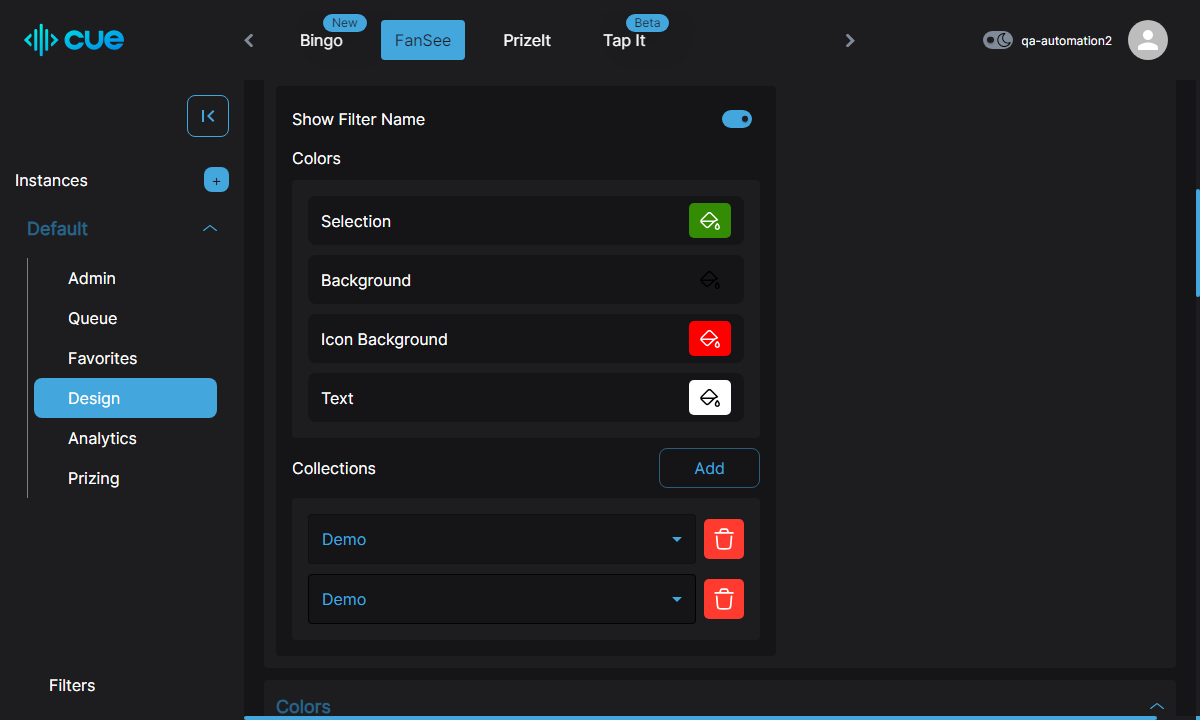 cue
Bingo
New
FanSee
PrizeIt
Tap It
Beta
qa-automation2
Instances
+
Default
Admin
Queue
Favorites
Design
Analytics
Prizing
Filters
Show Filter Name
Colors
Selection
Background
Icon Background
Text
Collections
Add
Demo
Demo
Colors